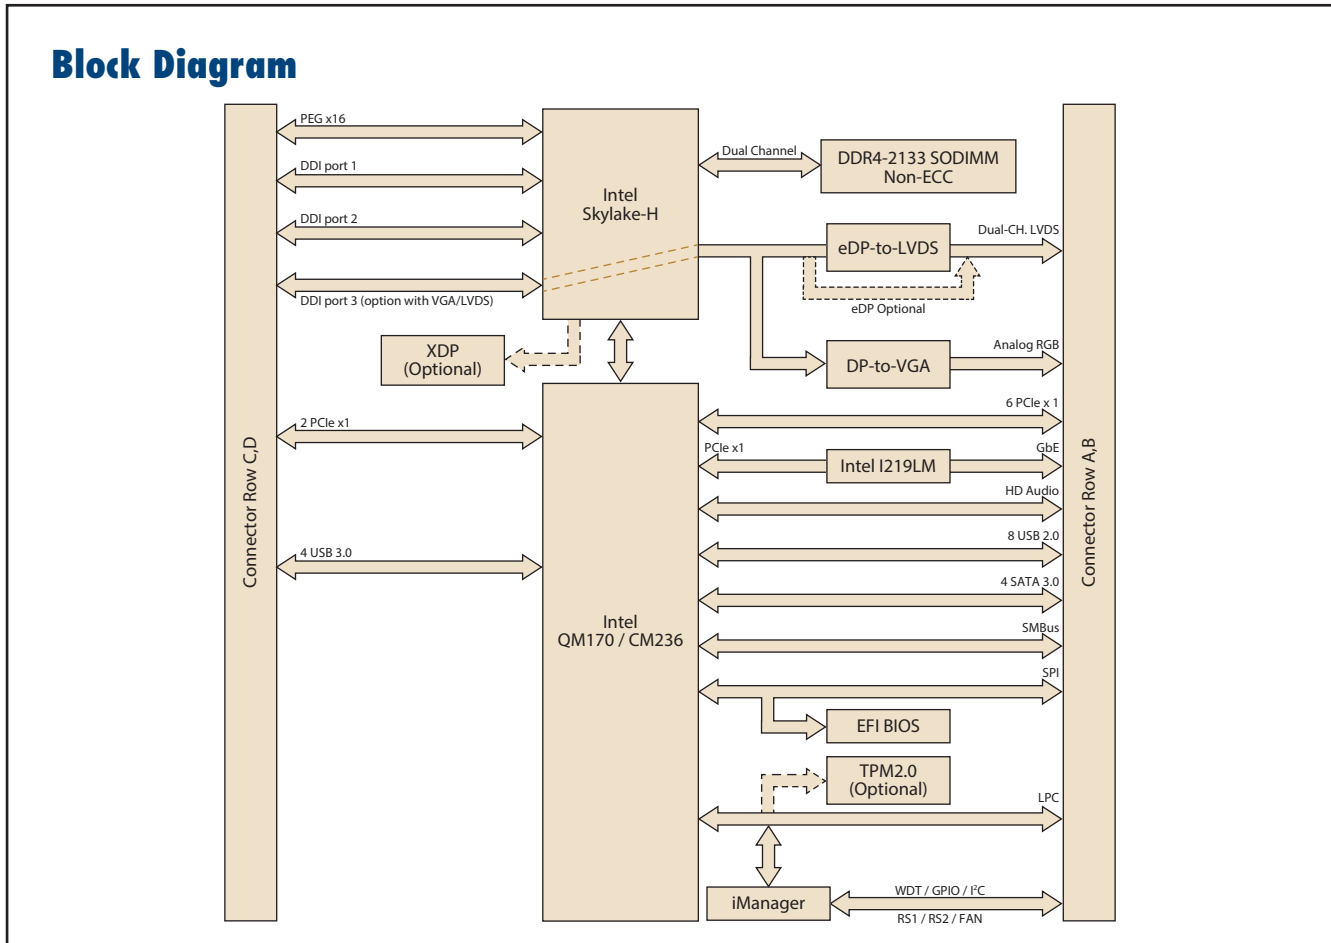 Block Diagram
PEG x16
DDI port 1
DDI port 2
DDI port 3 (option with VGA/LVDS)
Intel
Skylake-H
Dual Channel
DDR4-2133 SODIMM
Non-ECC
Dual-CH. LVDS
eDP-to-LVDS
eDP Optional
XDP
(Optional)
Analog RGB
DP-to-VGA
Connector Row C,D
2 PCIe x1
4 USB 3.0
Intel
QM170 / CM236
6 PCIe x 1
PCIe x1
Intel I219LM
GbE
HD Audio
8 USB 2.0
4 SATA 3.0
SMBus
SPI
EFI BIOS
TPM2.0
(Optional)
LPC
iManager
WDT / GPIO / I²C
RS1 / RS2 / FAN
Connector Row A,B